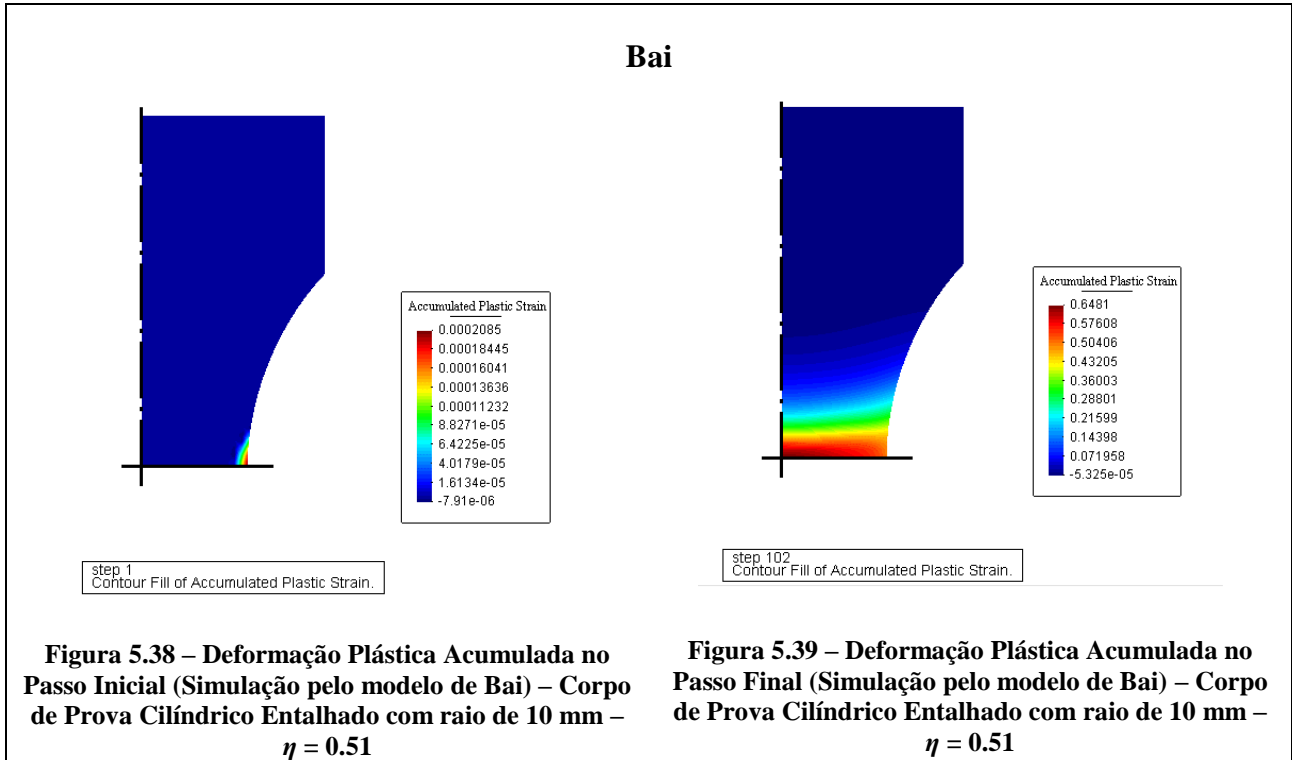 Bai
Accumulated Plastic Strain
0.0002085
0.00018445
0.00016041
0.00013636
0.00011232
8.8271e-05
6.4225e-05
4.0179e-05
1.6134e-05
-7.91e-06
step 1
Contour Fill of Accumulated Plastic Strain.
Figura 5.38 – Deformação Plástica Acumulada no
Passo Inicial (Simulação pelo modelo de Bai) – Corpo
de Prova Cilíndrico Entalhado com raio de 10 mm –
η = 0.51
Accumulated Plastic Strain
0.6481
0.57608
0.50406
0.43205
0.36003
0.28801
0.21599
0.14398
0.071958
-5.325e-05
step 102
Contour Fill of Accumulated Plastic Strain.
Figura 5.39 – Deformação Plástica Acumulada no
Passo Final (Simulação pelo modelo de Bai) – Corpo
de Prova Cilíndrico Entalhado com raio de 10 mm –
η = 0.51